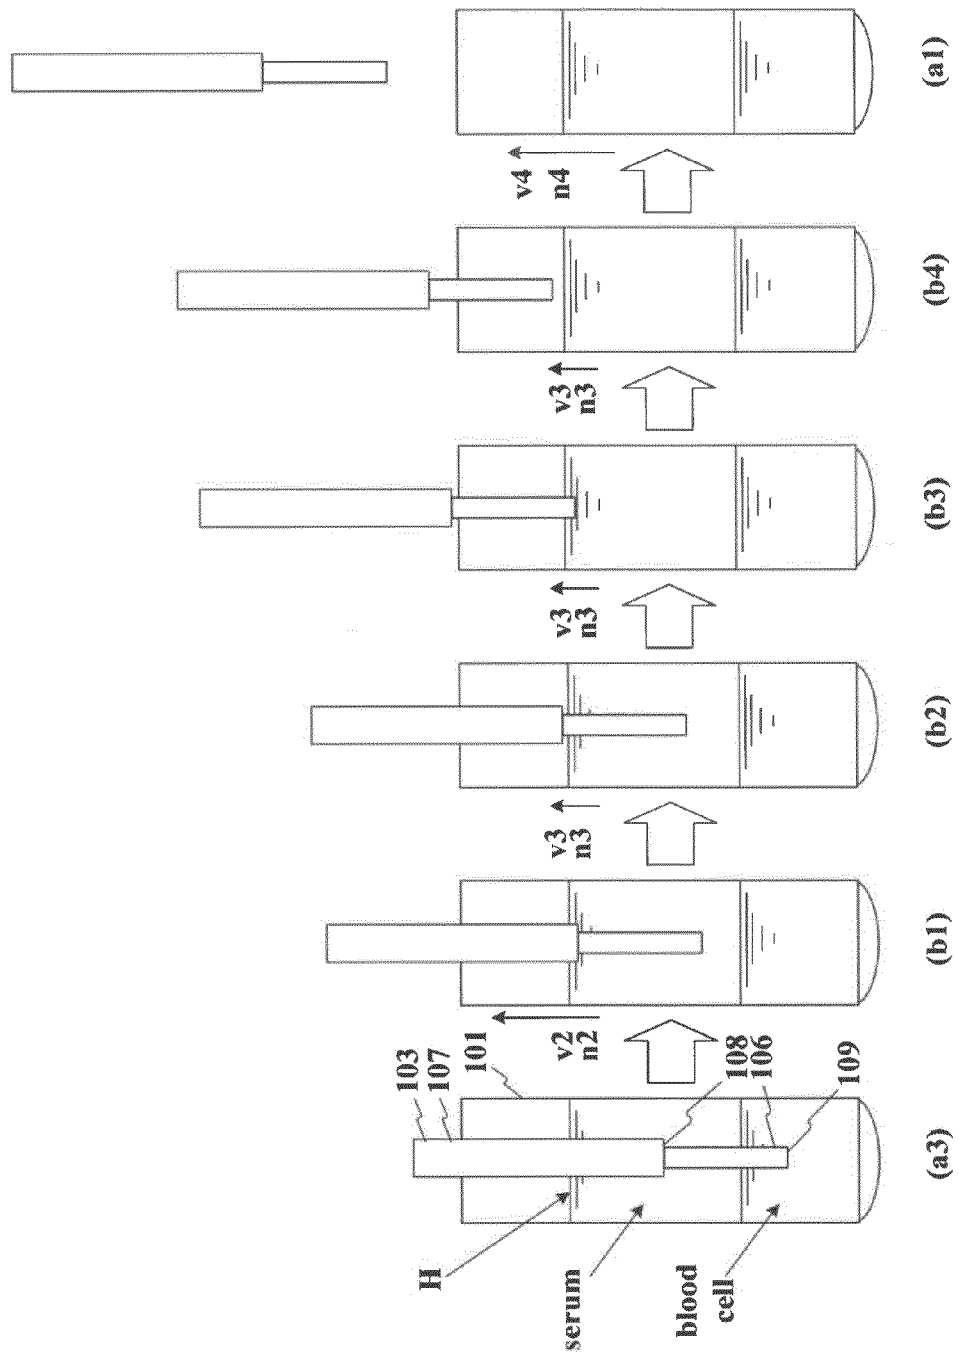 H
serum
blood
cell
103
107
101
108
106
109
(a3)
v2
n2
(b1)
v3
n3
(b2)
v3
n3
(b3)
v3
n3
(b4)
v4
n4
(a1)